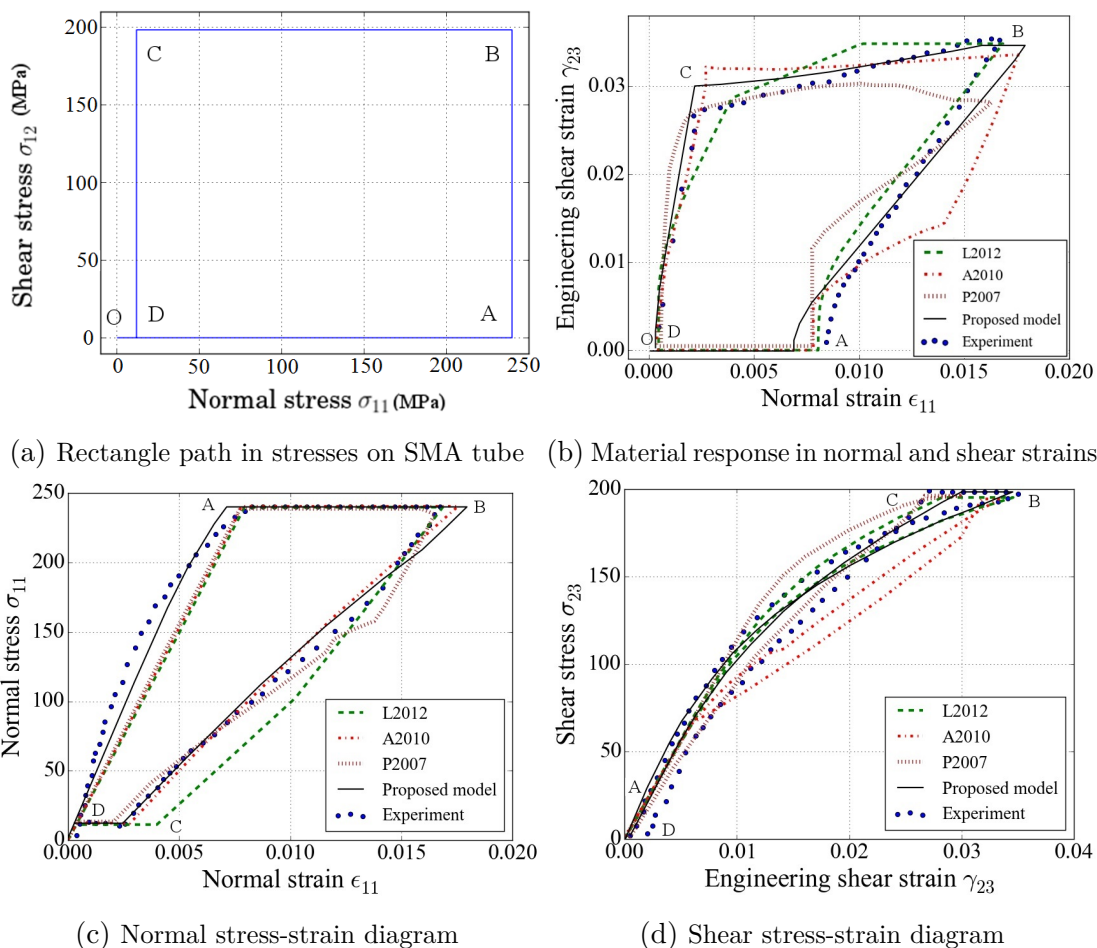 200
150
100
50
0
Shear stress σ12 (MPa)
C
B
O
D
A
0
50
100
150
200
250
Normal stress σ11(MPa)
(a) Rectangle path in stresses on SMA tube
0.03
0.02
0.01
0.00
Engineering shear strain γ23
B
C
O
D
A
L2012
A2010
P2007
Proposed model
Experiment
0.000
0.005
0.010
0.015
0.020
Normal strain ϵ11
(b) Material response in normal and shear strains
250
200
150
100
50
0
Normal stress σ11
A
B
D
C
L2012
A2010
P2007
Proposed model
Experiment
0.000
0.005
0.010
0.015
0.020
Normal strain ϵ11
(c) Normal stress-strain diagram
200
150
100
50
0
Shear stress σ23
C
B
A
D
L2012
A2010
P2007
Proposed model
Experiment
0.00
0.01
0.02
0.03
0.04
Engineering shear strain γ23
(d) Shear stress-strain diagram